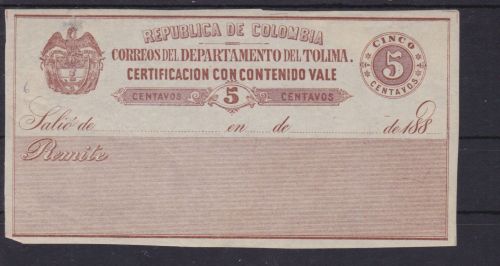 REPUBLICA DE COLOMBIA
CORREOS DEL DEPARTAMENTO DEL TOLIMA.
CERTIFICACION CON CONTENIDO VALE
CENTAVOS 5 CENTAVOS
CINCO
5
CENTAVOS
Salió de en de de 188
Remite
6